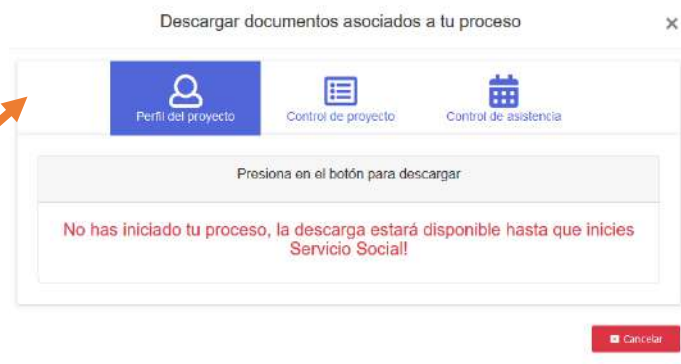 Descargar documentos asociados a tu proceso
Perfil del proyecto
Control de proyecto
Control de asistencia
Presiona en el botón para descargar
No has iniciado tu proceso, la descarga estará disponible hasta que inicies
Servicio Social!
Cancelar